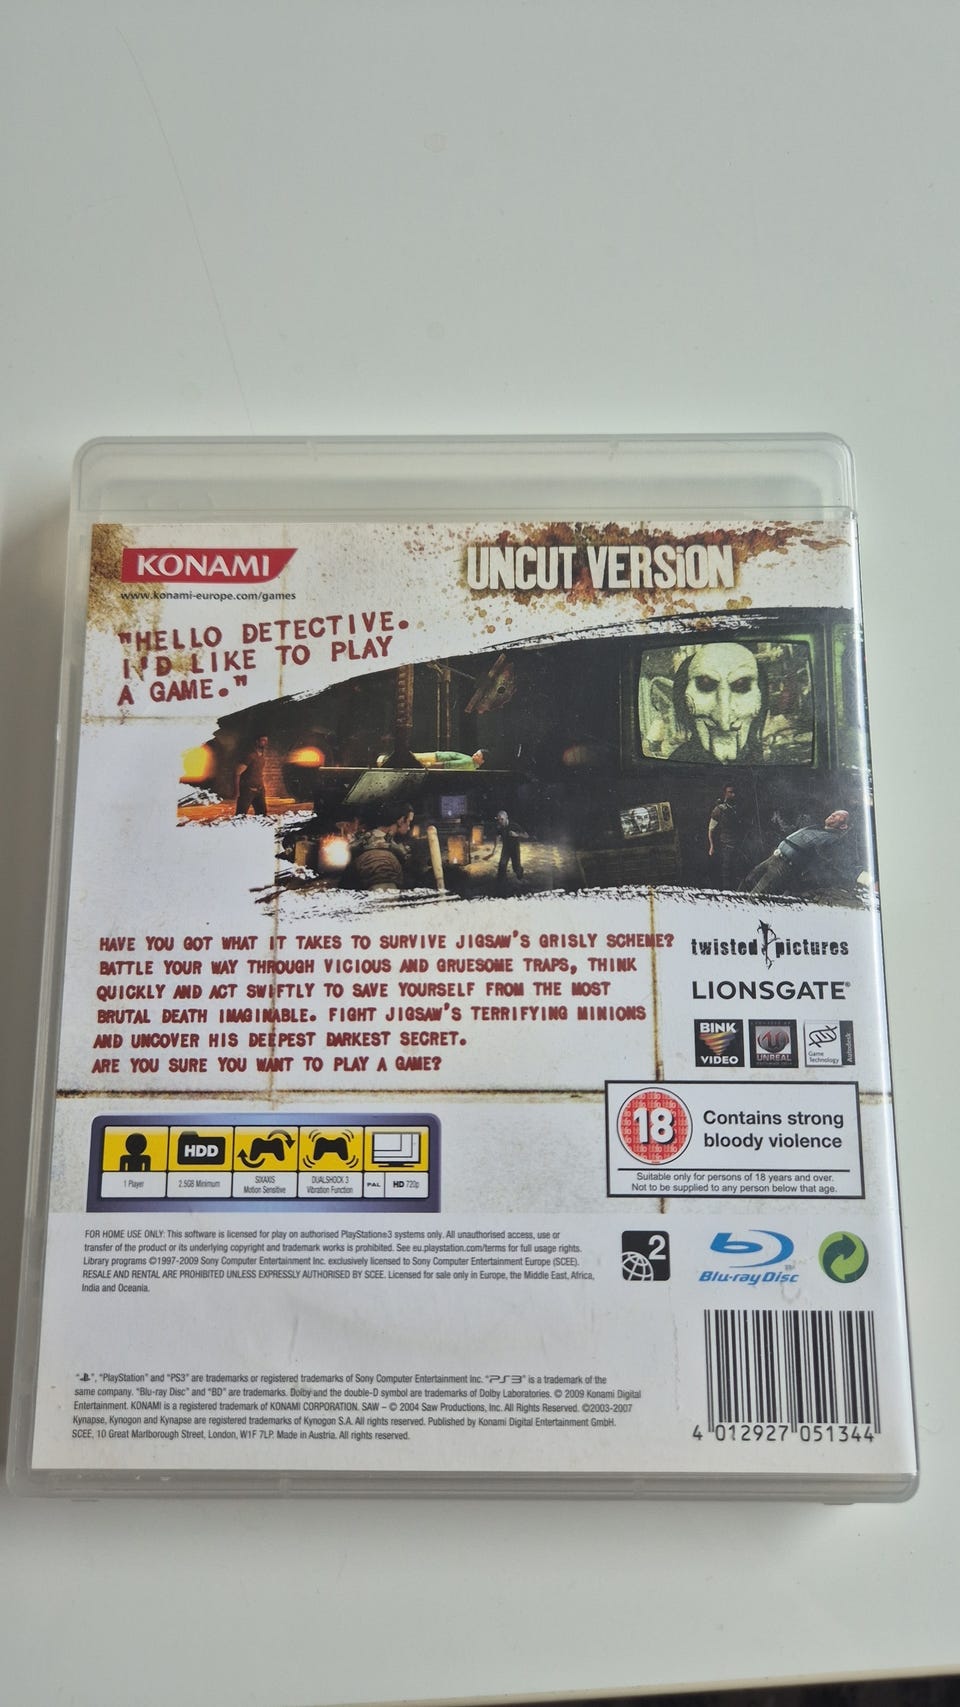 KONAMI
www.konami-europe.com/games
UNCUT VERSiON
"HELLO DETECTIVE.
I'D LIKE TO PLAY
A GAME."
HAVE YOU GOT WHAT IT TAKES TO SURVIVE JIGSAW'S GRISLY SCHEME?
BATTLE YOUR WAY THROUGH VICIOUS AND GRUESOME TRAPS, THINK
QUICKLY AND ACT SWIFTLY TO SAVE YOURSELF FROM THE MOST
BRUTAL DEATH IMAGINABLE. FIGHT JIGSAW'S TERRIFYING MINIONS
AND UNCOVER HIS DEEPEST DARKEST SECRET.
ARE YOU SURE YOU WANT TO PLAY A GAME?
twisted pictures
LIONSGATE®
BINK
VIDEO
UNREAL
Game
Technology
Autodesk
18
Contains strong
bloody violence
Suitable only for persons of 18 years and over.
Not to be supplied to any person below that age.
HDD
1 Player
2.5GB Minimum
SIXAXIS
Motion Sensitive
DUALSHOCK 3
Vibration Function
PAL
HD 720p
FOR HOME USE ONLY: This software is licensed for play on authorised PlayStation®3 systems only. All unauthorised access, use or
transfer of the product or its underlying copyright and trademark works is prohibited. See eu.playstation.com/terms for full usage rights.
Library programs ©1997-2009 Sony Computer Entertainment Inc. exclusively licensed to Sony Computer Entertainment Europe (SCEE).
RESALE AND RENTAL ARE PROHIBITED UNLESS EXPRESSLY AUTHORISED BY SCEE. Licensed for sale only in Europe, the Middle East, Africa,
India and Oceania.
2
Blu-ray Disc
"", "PlayStation" and "PS3" are trademarks or registered trademarks of Sony Computer Entertainment Inc. "PS3" is a trademark of the
same company. "Blu-ray Disc" and "BD" are trademarks. Dolby and the double-D symbol are trademarks of Dolby Laboratories. © 2009 Konami Digital
Entertainment. KONAMI is a registered trademark of KONAMI CORPORATION. SAW – © 2004 Saw Productions, Inc. All Rights Reserved. ©2003-2007
Kynapse, Kynogon and Kynapse are registered trademarks of Kynogon S.A. All rights reserved. Published by Konami Digital Entertainment GmbH.
SCEE, 10 Great Marlborough Street, London, W1F 7LP. Made in Austria. All rights reserved.
4 012927 051344